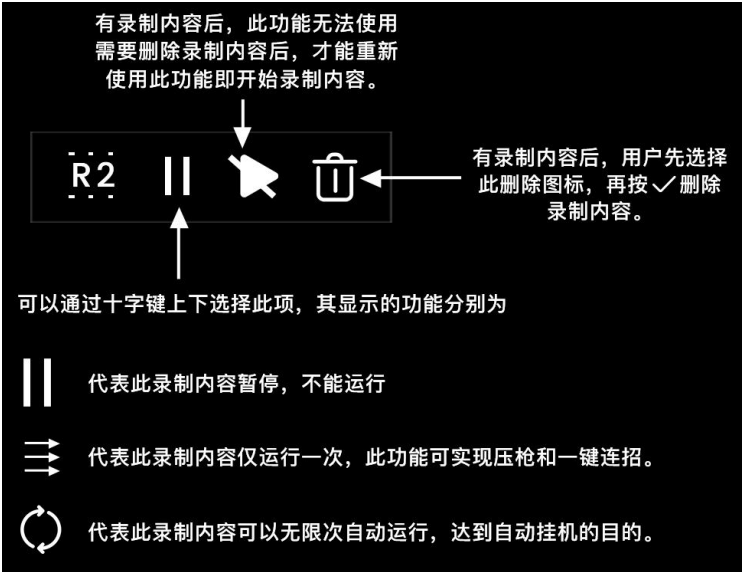 有录制内容后，此功能无法使用
需要删除录制内容后，才能重新
使用此功能即开始录制内容。
R2
有录制内容后，用户先选择
此删除图标，再按✓删除
录制内容。
可以通过十字键上下选择此项，其显示的功能分别为
代表此录制内容暂停，不能运行
代表此录制内容仅运行一次，此功能可实现压枪和一键连招。
代表此录制内容可以无限次自动运行，达到自动挂机的目的。